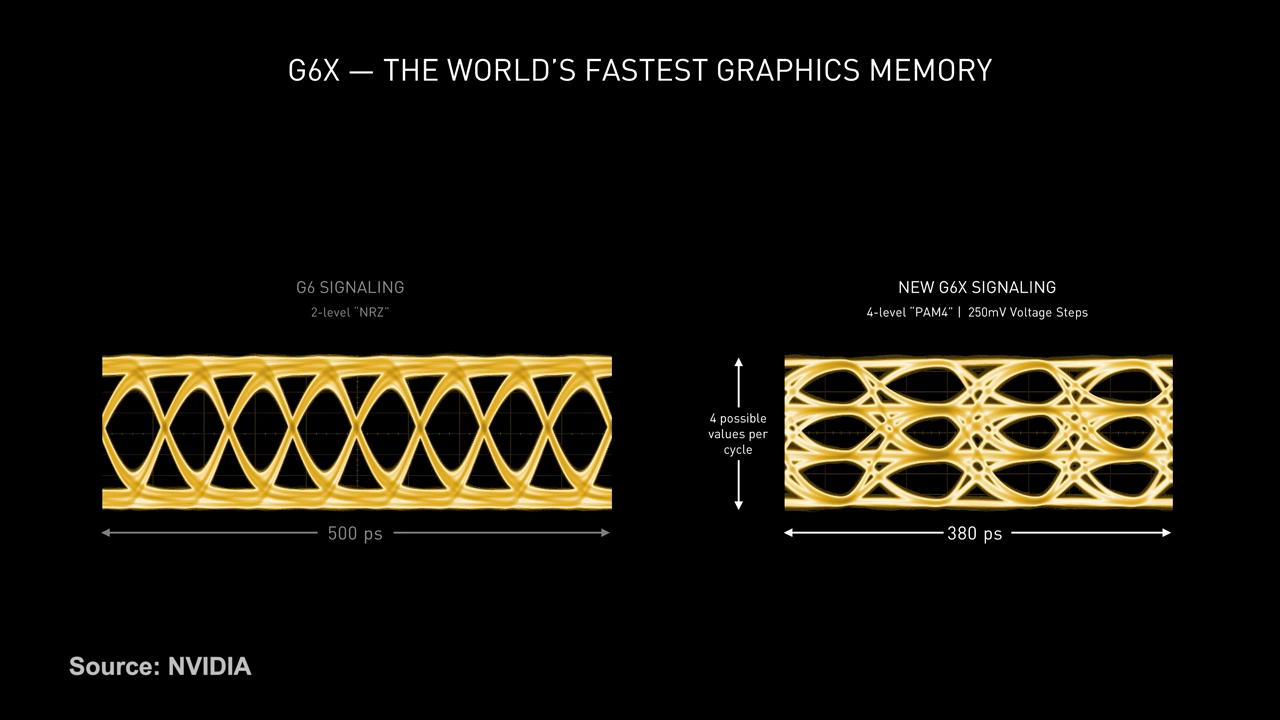 G6X — THE WORLD'S FASTEST GRAPHICS MEMORY
G6 SIGNALING
2-level "NRZ"
500 ps
NEW G6X SIGNALING
4-level "PAM4" | 250mV Voltage Steps
4 possible
values per
cycle
380 ps
Source: NVIDIA